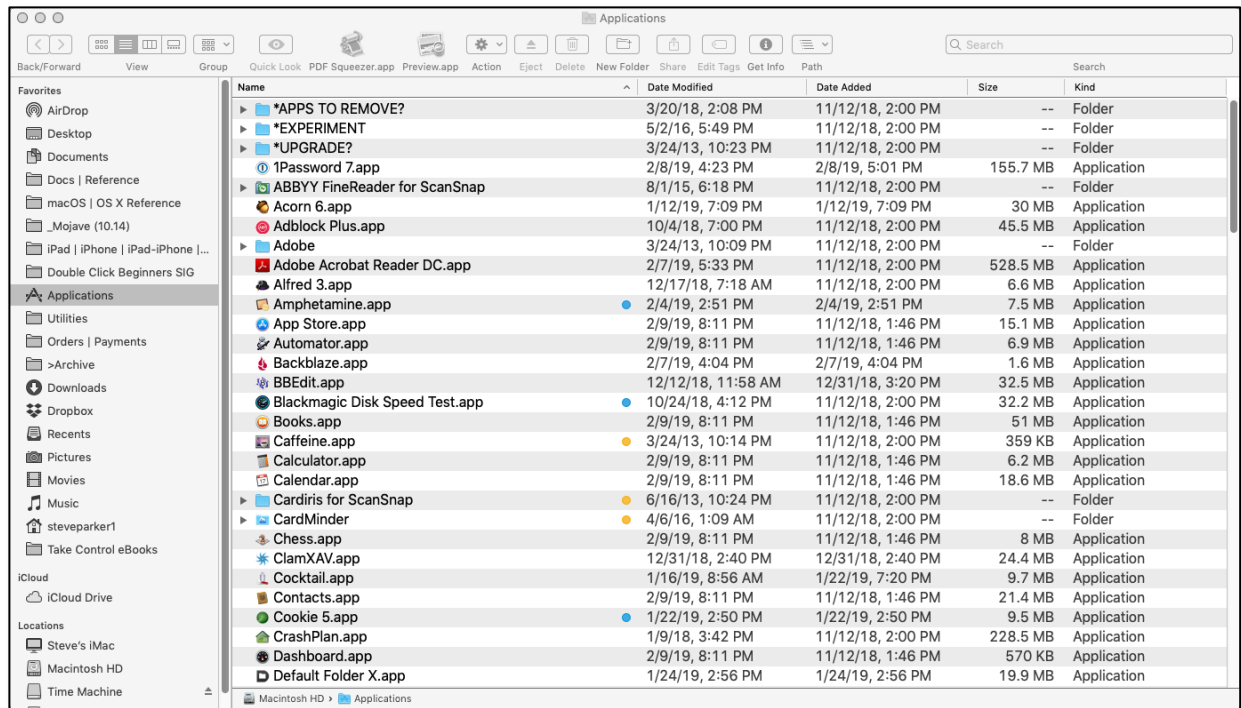 Applications
Search
Back/Forward View Group Quick Look PDF Squeezer.app Preview.app Action Eject Delete New Folder Share Edit Tags Get Info Path Search
Favorites
AirDrop
Desktop
Documents
Docs | Reference
macOS | OS X Reference
_Mojave (10.14)
iPad | iPhone | iPad-iPhone |...
Double Click Beginners SIG
Applications
Utilities
Orders | Payments
>Archive
Downloads
Dropbox
Recents
Pictures
Movies
Music
steveparker1
Take Control eBooks
iCloud
iCloud Drive
Locations
Steve's iMac
Macintosh HD
Time Machine
Name Date Modified Date Added Size Kind
*APPS TO REMOVE? 3/20/18, 2:08 PM 11/12/18, 2:00 PM -- Folder
*EXPERIMENT 5/2/16, 5:49 PM 11/12/18, 2:00 PM -- Folder
*UPGRADE? 3/24/13, 10:23 PM 11/12/18, 2:00 PM -- Folder
1Password 7.app 2/8/19, 4:23 PM 2/8/19, 5:01 PM 155.7 MB Application
ABBYY FineReader for ScanSnap 8/1/15, 6:18 PM 11/12/18, 2:00 PM -- Folder
Acorn 6.app 1/12/19, 7:09 PM 1/12/19, 7:09 PM 30 MB Application
Adblock Plus.app 10/4/18, 7:00 PM 11/12/18, 2:00 PM 45.5 MB Application
Adobe 3/24/13, 10:09 PM 11/12/18, 2:00 PM -- Folder
Adobe Acrobat Reader DC.app 2/7/19, 5:33 PM 11/12/18, 2:00 PM 528.5 MB Application
Alfred 3.app 12/17/18, 7:18 AM 11/12/18, 2:00 PM 6.6 MB Application
Amphetamine.app 2/4/19, 2:51 PM 2/4/19, 2:51 PM 7.5 MB Application
App Store.app 2/9/19, 8:11 PM 11/12/18, 1:46 PM 15.1 MB Application
Automator.app 2/9/19, 8:11 PM 11/12/18, 1:46 PM 6.9 MB Application
Backblaze.app 2/7/19, 4:04 PM 2/7/19, 4:04 PM 1.6 MB Application
BBEdit.app 12/12/18, 11:58 AM 12/31/18, 3:20 PM 32.5 MB Application
Blackmagic Disk Speed Test.app 10/24/18, 4:12 PM 11/12/18, 2:00 PM 32.2 MB Application
Books.app 2/9/19, 8:11 PM 11/12/18, 1:46 PM 51 MB Application
Caffeine.app 3/24/13, 10:14 PM 11/12/18, 2:00 PM 359 KB Application
Calculator.app 2/9/19, 8:11 PM 11/12/18, 1:46 PM 6.2 MB Application
Calendar.app 2/9/19, 8:11 PM 11/12/18, 1:46 PM 18.6 MB Application
Cardiris for ScanSnap 6/16/13, 10:24 PM 11/12/18, 2:00 PM -- Folder
CardMinder 4/6/16, 1:09 AM 11/12/18, 2:00 PM -- Folder
Chess.app 2/9/19, 8:11 PM 11/12/18, 1:46 PM 8 MB Application
ClamXAV.app 12/31/18, 2:40 PM 12/31/18, 2:40 PM 24.4 MB Application
Cocktail.app 1/16/19, 8:56 AM 1/22/19, 7:20 PM 9.7 MB Application
Contacts.app 2/9/19, 8:11 PM 11/12/18, 1:46 PM 21.4 MB Application
Cookie 5.app 1/22/19, 2:50 PM 1/22/19, 2:50 PM 9.5 MB Application
CrashPlan.app 1/9/18, 3:42 PM 11/12/18, 2:00 PM 228.5 MB Application
Dashboard.app 2/9/19, 8:11 PM 11/12/18, 1:46 PM 570 KB Application
Default Folder X.app 1/24/19, 2:56 PM 1/24/19, 2:56 PM 19.9 MB Application
Macintosh HD › Applications